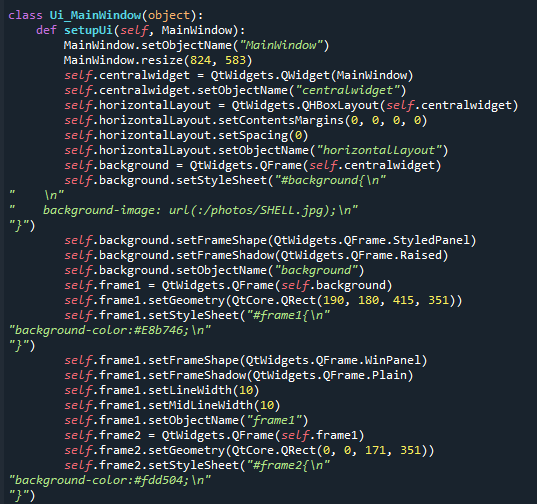 class Ui_MainWindow(object):
    def setupUi(self, MainWindow):
        MainWindow.setObjectName("MainWindow")
        MainWindow.resize(824, 583)
        self.centralwidget = QtWidgets.QWidget(MainWindow)
        self.centralwidget.setObjectName("centralwidget")
        self.horizontalLayout = QtWidgets.QHBoxLayout(self.centralwidget)
        self.horizontalLayout.setContentsMargins(0, 0, 0, 0)
        self.horizontalLayout.setSpacing(0)
        self.horizontalLayout.setObjectName("horizontalLayout")
        self.background = QtWidgets.QFrame(self.centralwidget)
        self.background.setStyleSheet("#background{\n"
"    \n"
"    background-image: url(:/photos/SHELL.jpg);\n"
"}")
        self.background.setFrameShape(QtWidgets.QFrame.StyledPanel)
        self.background.setFrameShadow(QtWidgets.QFrame.Raised)
        self.background.setObjectName("background")
        self.frame1 = QtWidgets.QFrame(self.background)
        self.frame1.setGeometry(QtCore.QRect(190, 180, 415, 351))
        self.frame1.setStyleSheet("#frame1{\n"
"background-color:#E8b746;\n"
"}")
        self.frame1.setFrameShape(QtWidgets.QFrame.WinPanel)
        self.frame1.setFrameShadow(QtWidgets.QFrame.Plain)
        self.frame1.setLineWidth(10)
        self.frame1.setMidLineWidth(10)
        self.frame1.setObjectName("frame1")
        self.frame2 = QtWidgets.QFrame(self.frame1)
        self.frame2.setGeometry(QtCore.QRect(0, 0, 171, 351))
        self.frame2.setStyleSheet("#frame2{\n"
"background-color:#fdd504;\n"
"}")